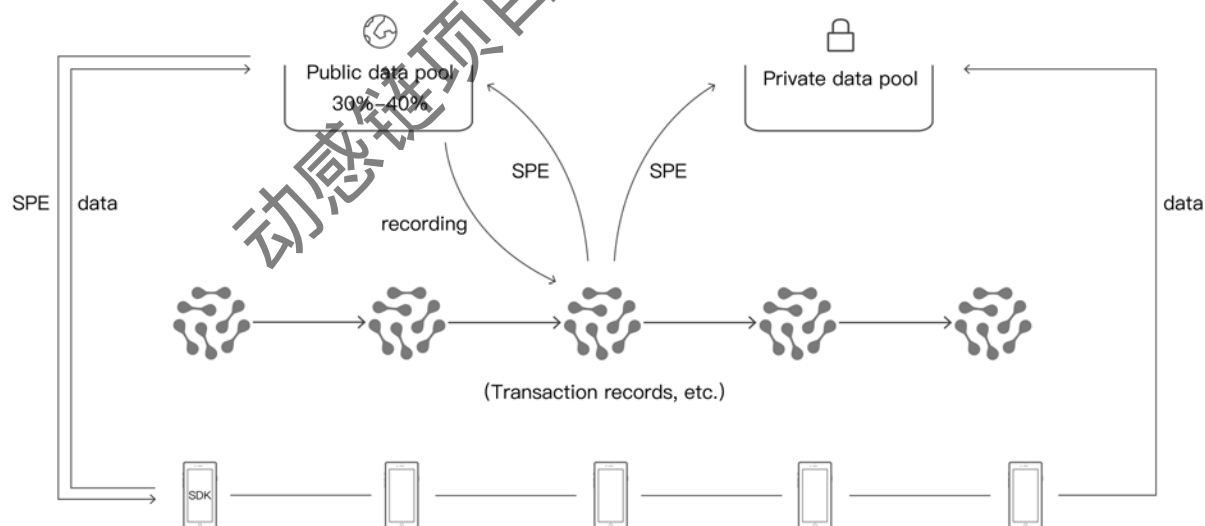 Public data pool
30%-40%
Private data pool
SPE
data
SPE
SPE
data
recording
(Transaction records, etc.)
SDK
动感链项目